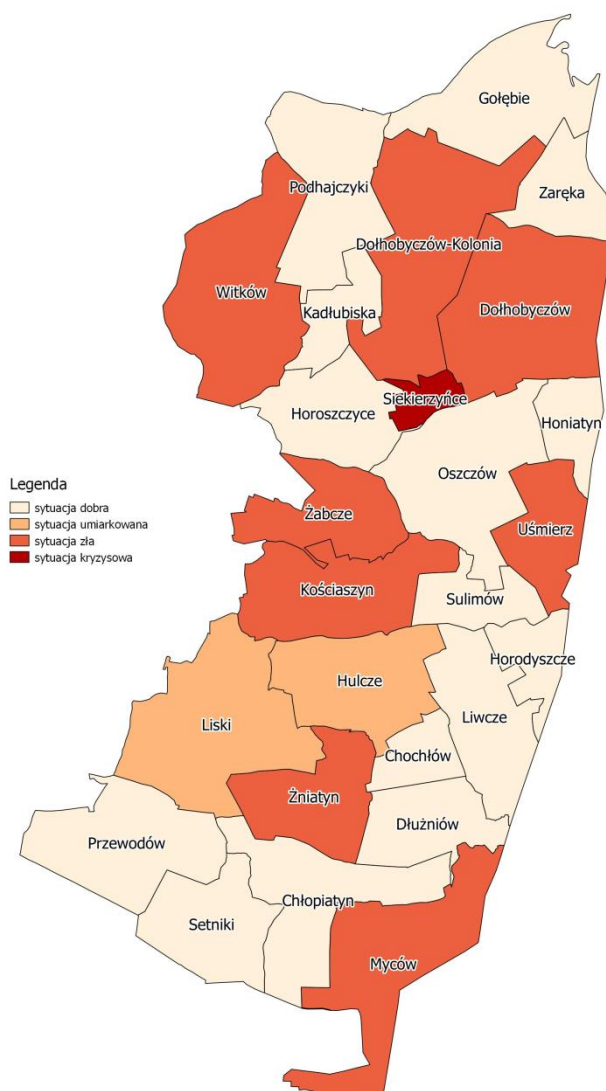 Gołębie
Podhajczyki
Zaręka
Dołhobyczów-Kolonia
Witków
Dołhobyczów
Kadłubiska
Siekierzyńce
Horoszczyce
Honiatyn
Oszczów
Legenda
sytuacja dobra
sytuacja umiarkowana
sytuacja zła
sytuacja kryzysowa
Żabcze
Uśmierz
Kościaszyn
Sulimów
Horodyszcze
Hulcze
Liwcze
Liski
Chochłów
Żniatyn
Dłużniów
Przewodów
Chłopiatyn
Setniki
Myców